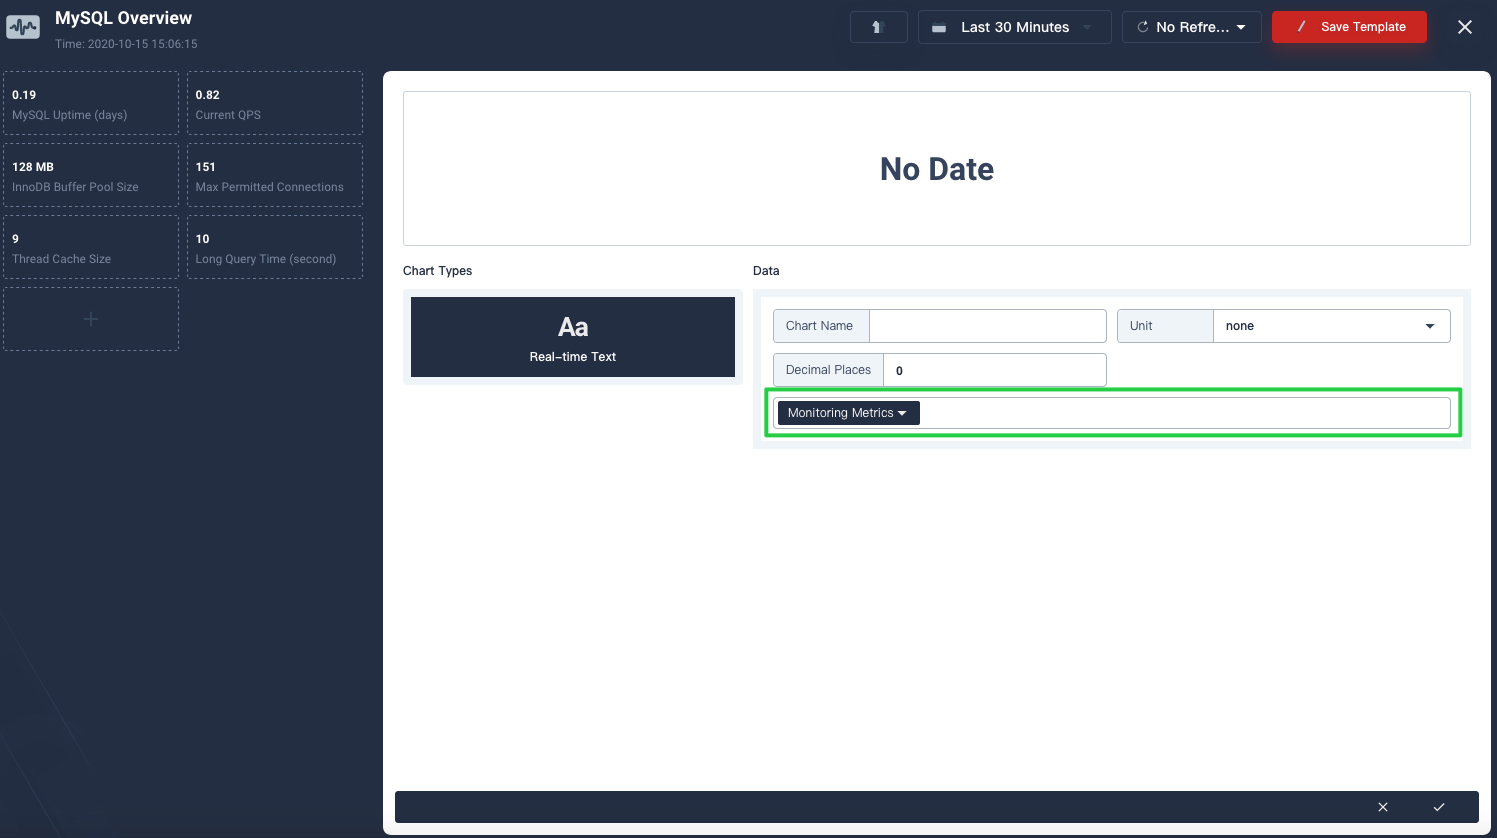 MySQL Overview
Time: 2020-10-15 15:06:15
Last 30 Minutes
No Refre...
Save Template
0.19
MySQL Uptime (days)
0.82
Current QPS
128 MB
InnoDB Buffer Pool Size
151
Max Permitted Connections
9
Thread Cache Size
10
Long Query Time (second)
No Date
Chart Types
Aa
Real-time Text
Data
Chart Name
Unit
none
Decimal Places
0
Monitoring Metrics